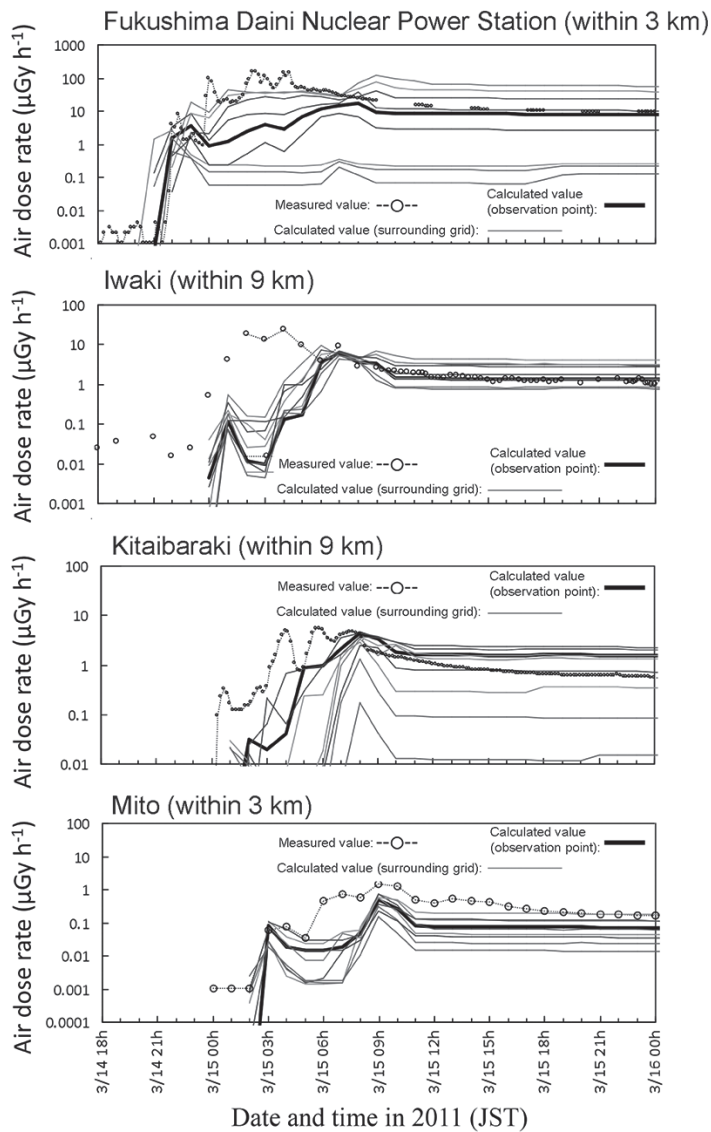 Fukushima Daini Nuclear Power Station (within 3 km)
Air dose rate (µGy h⁻¹)
1000
100
10
1
0.1
0.01
0.001
Measured value:
Calculated value
(observation point):
Calculated value (surrounding grid):
Iwaki (within 9 km)
Air dose rate (µGy h⁻¹)
100
10
1
0.1
0.01
0.001
Measured value:
Calculated value
(observation point):
Calculated value (surrounding grid):
Kitaibaraki (within 9 km)
Air dose rate (µGy h⁻¹)
100
10
1
0.1
0.01
Measured value:
Calculated value
(observation point):
Calculated value (surrounding grid):
Mito (within 3 km)
Air dose rate (µGy h⁻¹)
100
10
1
0.1
0.01
0.001
0.0001
Measured value:
Calculated value
(observation point):
Calculated value (surrounding grid):
3/14 18h
3/14 21h
3/15 00h
3/15 03h
3/15 06h
3/15 09h
3/15 12h
3/15 15h
3/15 18h
3/15 21h
3/16 00h
Date and time in 2011 (JST)